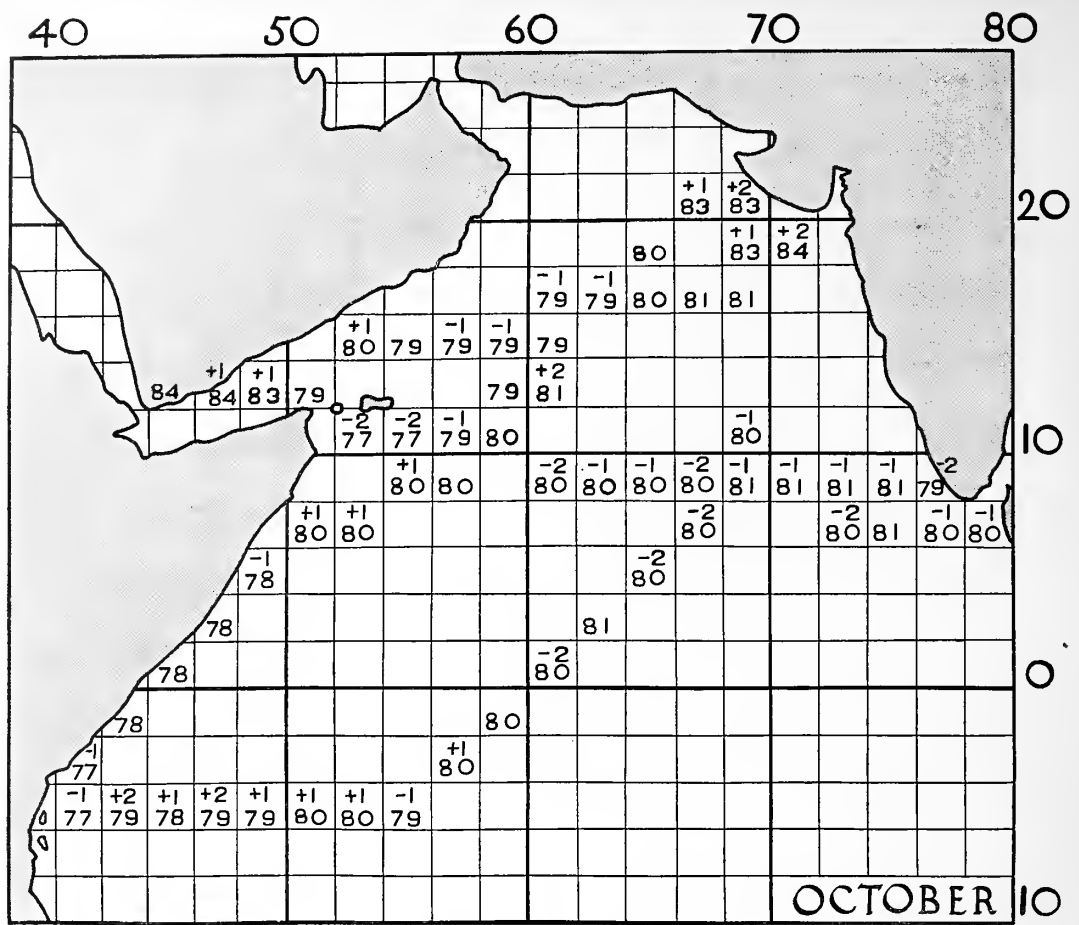 40 50 60 70 80
+1 +2
83 83
20
+1 +2
80 83 84
-1 -1
79 79 80 81 81
+1 -1 -1
80 79 79 79 79
+1 +1 +2
84 84 83 79 79 81
-2 -2 -1 -1
77 77 79 80 80
10
+1 -2 -1 -1 -2 -1 -1 -1 -1 -2
80 80 80 80 80 80 81 81 81 81 79
+1 +1 -2 -2 -1 -1
80 80 80 80 81 80 80
-1 -2
78 80
78 81
-2
78 80
0
78 80
-1 +1
77 80
-1 +2 +1 +2 +1 +1 +1 -1
77 79 78 79 79 80 80 79
OCTOBER 10